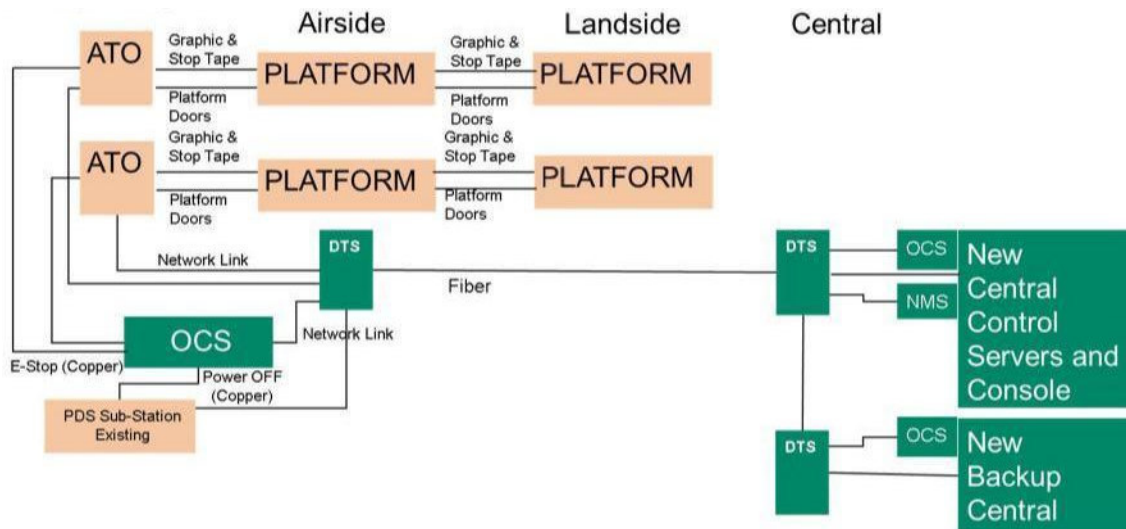 Airside
Landside
Central
ATO
Graphic &
Stop Tape
PLATFORM
Graphic &
Stop Tape
PLATFORM
Platform
Doors
Platform
Doors
ATO
Graphic &
Stop Tape
PLATFORM
Graphic &
Stop Tape
PLATFORM
Platform
Doors
Platform
Doors
DTS
Network Link
Fiber
DTS
OCS
NMS
New
Central
Control
Servers and
Console
OCS
Network Link
E-Stop (Copper)
Power OFF
(Copper)
PDS Sub-Station
Existing
DTS
OCS
New
Backup
Central